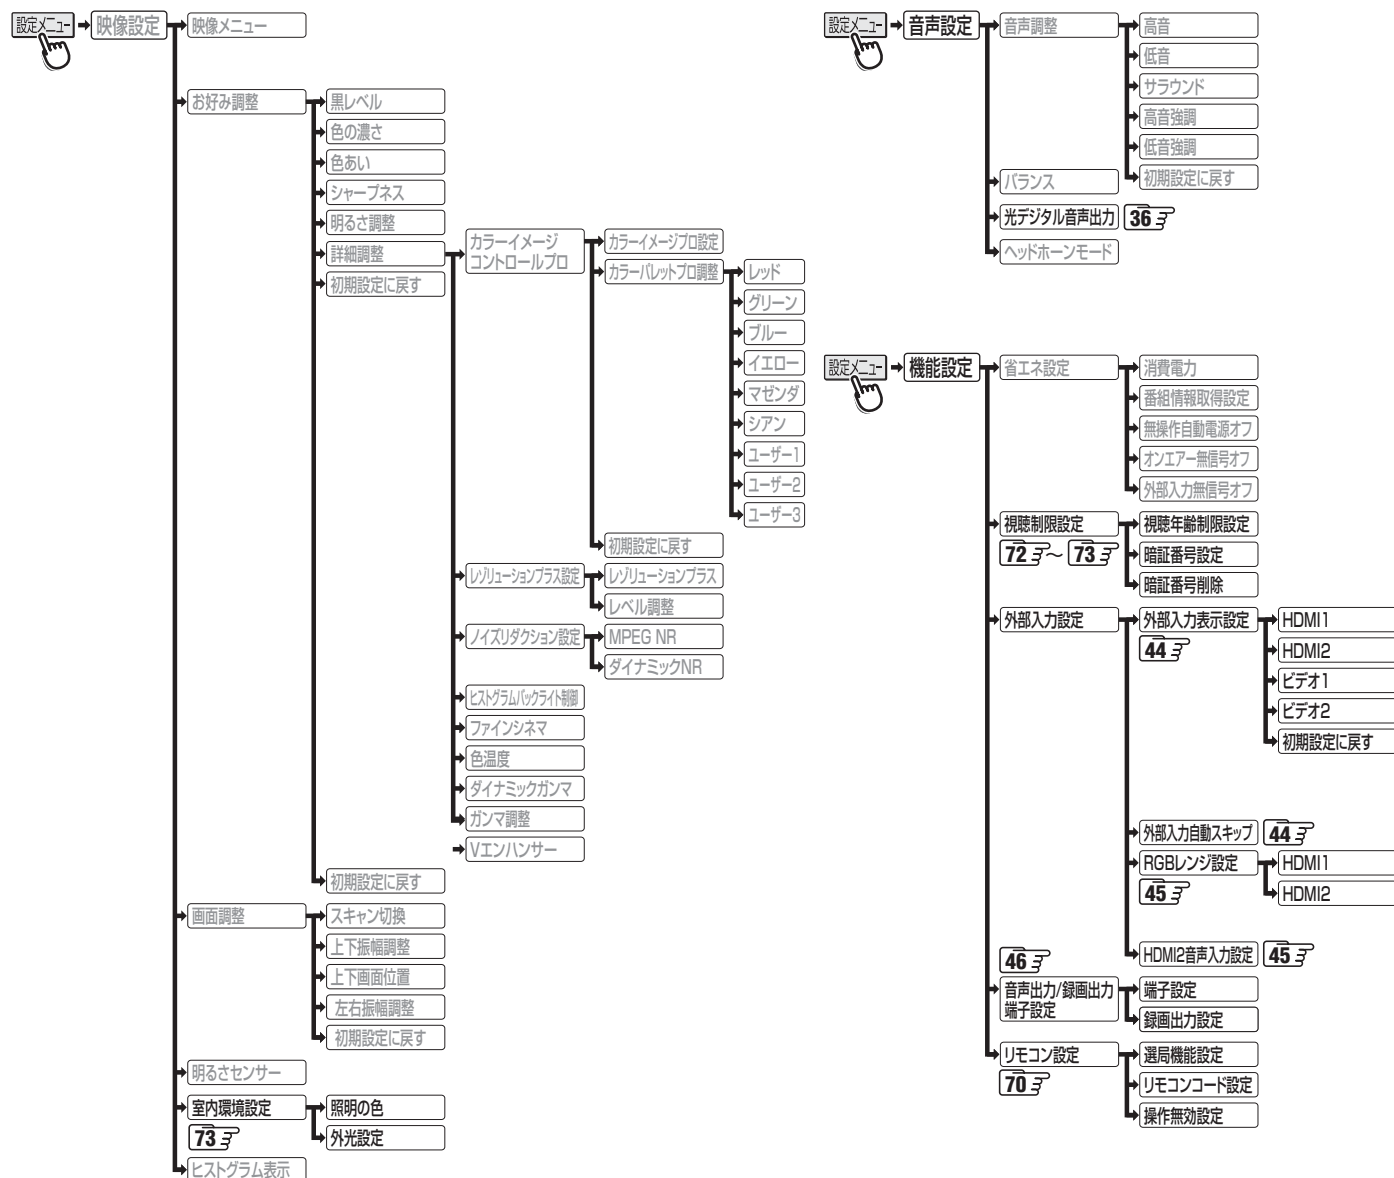 設定メニュー
映像設定
映像メニュー
お好み調整
黒レベル
色の濃さ
色あい
シャープネス
明るさ調整
詳細調整
カラーイメージ
コントロールプロ
カラーイメージプロ設定
カラーパレットプロ調整
レッド
グリーン
ブルー
イエロー
マゼンダ
シアン
ユーザー1
ユーザー2
ユーザー3
初期設定に戻す
レゾリューションプラス設定
レゾリューションプラス
レベル調整
ノイズリダクション設定
MPEG NR
ダイナミックNR
ヒストグラムバックライト制御
ファインシネマ
色温度
ダイナミックガンマ
ガンマ調整
Vエンハンサー
初期設定に戻す
初期設定に戻す
画面調整
スキャン切換
上下振幅調整
上下画面位置
左右振幅調整
初期設定に戻す
明るさセンサー
室内環境設定
73
照明の色
外光設定
ヒストグラム表示
設定メニュー
音声設定
音声調整
高音
低音
サラウンド
高音強調
低音強調
初期設定に戻す
バランス
光デジタル音声出力 36
ヘッドホーンモード
設定メニュー
機能設定
省エネ設定
消費電力
番組情報取得設定
無操作自動電源オフ
オンエアー無信号オフ
外部入力無信号オフ
視聴制限設定
72～73
視聴年齢制限設定
暗証番号設定
暗証番号削除
外部入力設定
外部入力表示設定
44
HDMI1
HDMI2
ビデオ1
ビデオ2
初期設定に戻す
外部入力自動スキップ 44
RGBレンジ設定
45
HDMI1
HDMI2
HDMI2音声入力設定 45
46
音声出力/録画出力
端子設定
端子設定
録画出力設定
リモコン設定
70
選局機能設定
リモコンコード設定
操作無効設定